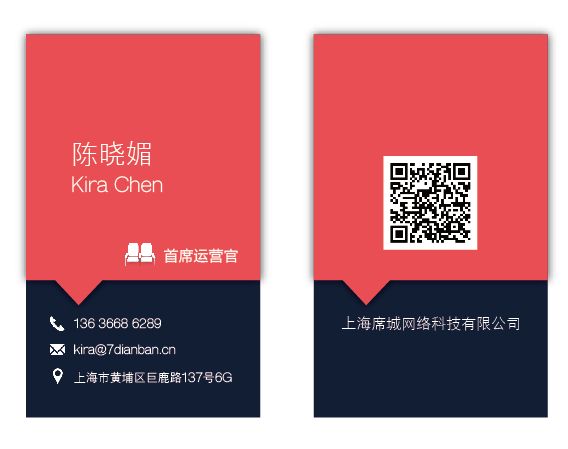 陈晓媚
Kira Chen
首席运营官
136 3668 6289
kira@7dianban.cn
上海市黄埔区巨鹿路137号6G
上海席城网络科技有限公司